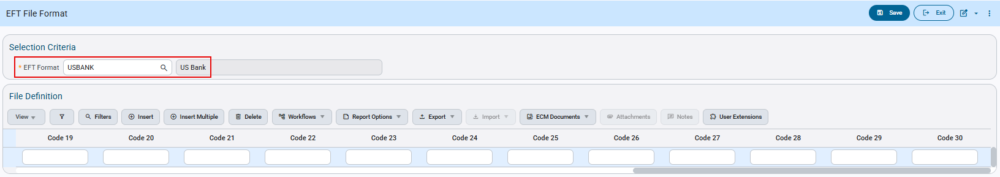 EFT File Format Save Exit
Selection Criteria
* EFT Format USBANK US Bank
File Definition
View Filters Insert Insert Multiple Delete Workflows Report Options Export Import ECM Documents Attachments Notes User Extensions
Code 19 Code 20 Code 21 Code 22 Code 23 Code 24 Code 25 Code 26 Code 27 Code 28 Code 29 Code 30